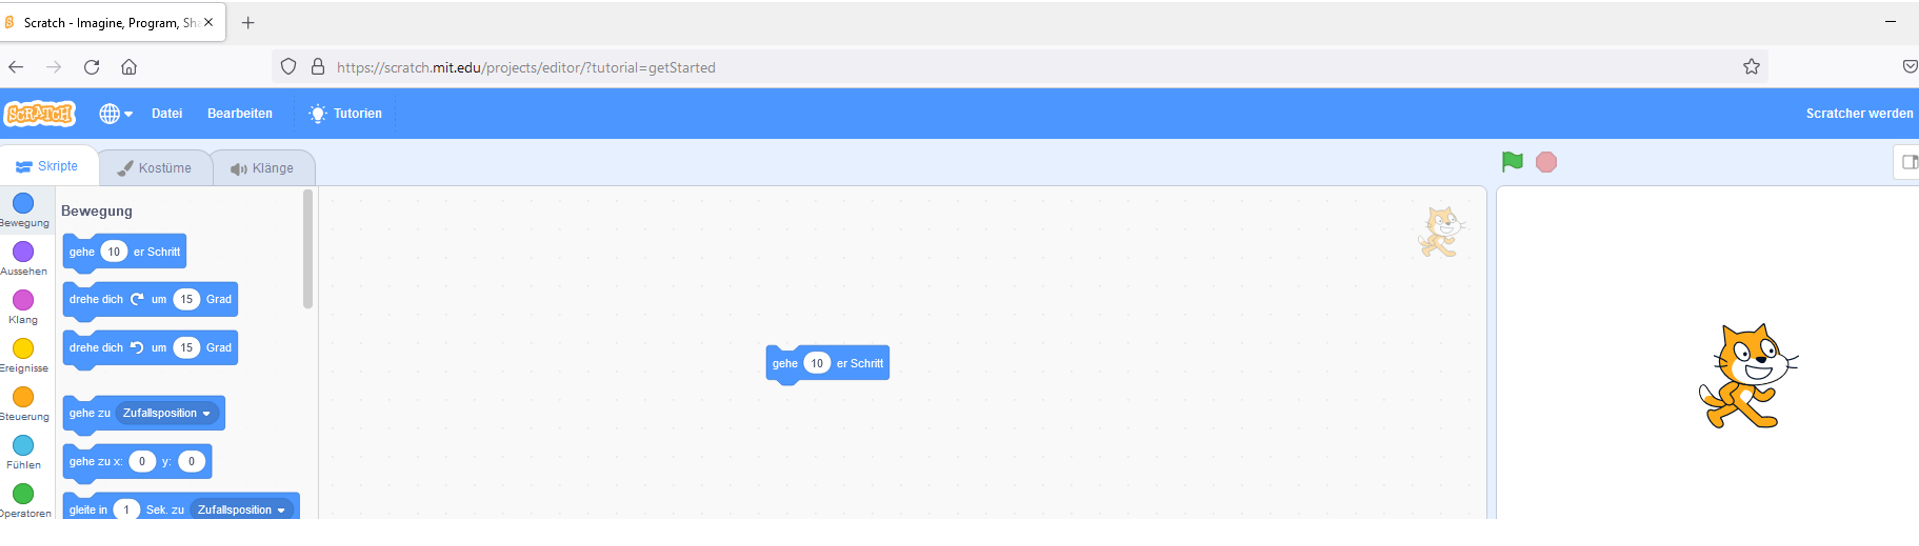 Scratch - Imagine, Program, Sha
https://scratch.mit.edu/projects/editor/?tutorial=getStarted
SCRATCH Datei Bearbeiten Tutorien Scratcher werden
Skripte Kostüme Klänge
Bewegung
Aussehen
Klang
Ereignisse
Steuerung
Fühlen
Operatoren
Bewegung
gehe 10 er Schritt
drehe dich um 15 Grad
drehe dich um 15 Grad
gehe zu Zufallsposition
gehe zu x: 0 y: 0
gleite in 1 Sek. zu Zufallsposition
gehe 10 er Schritt